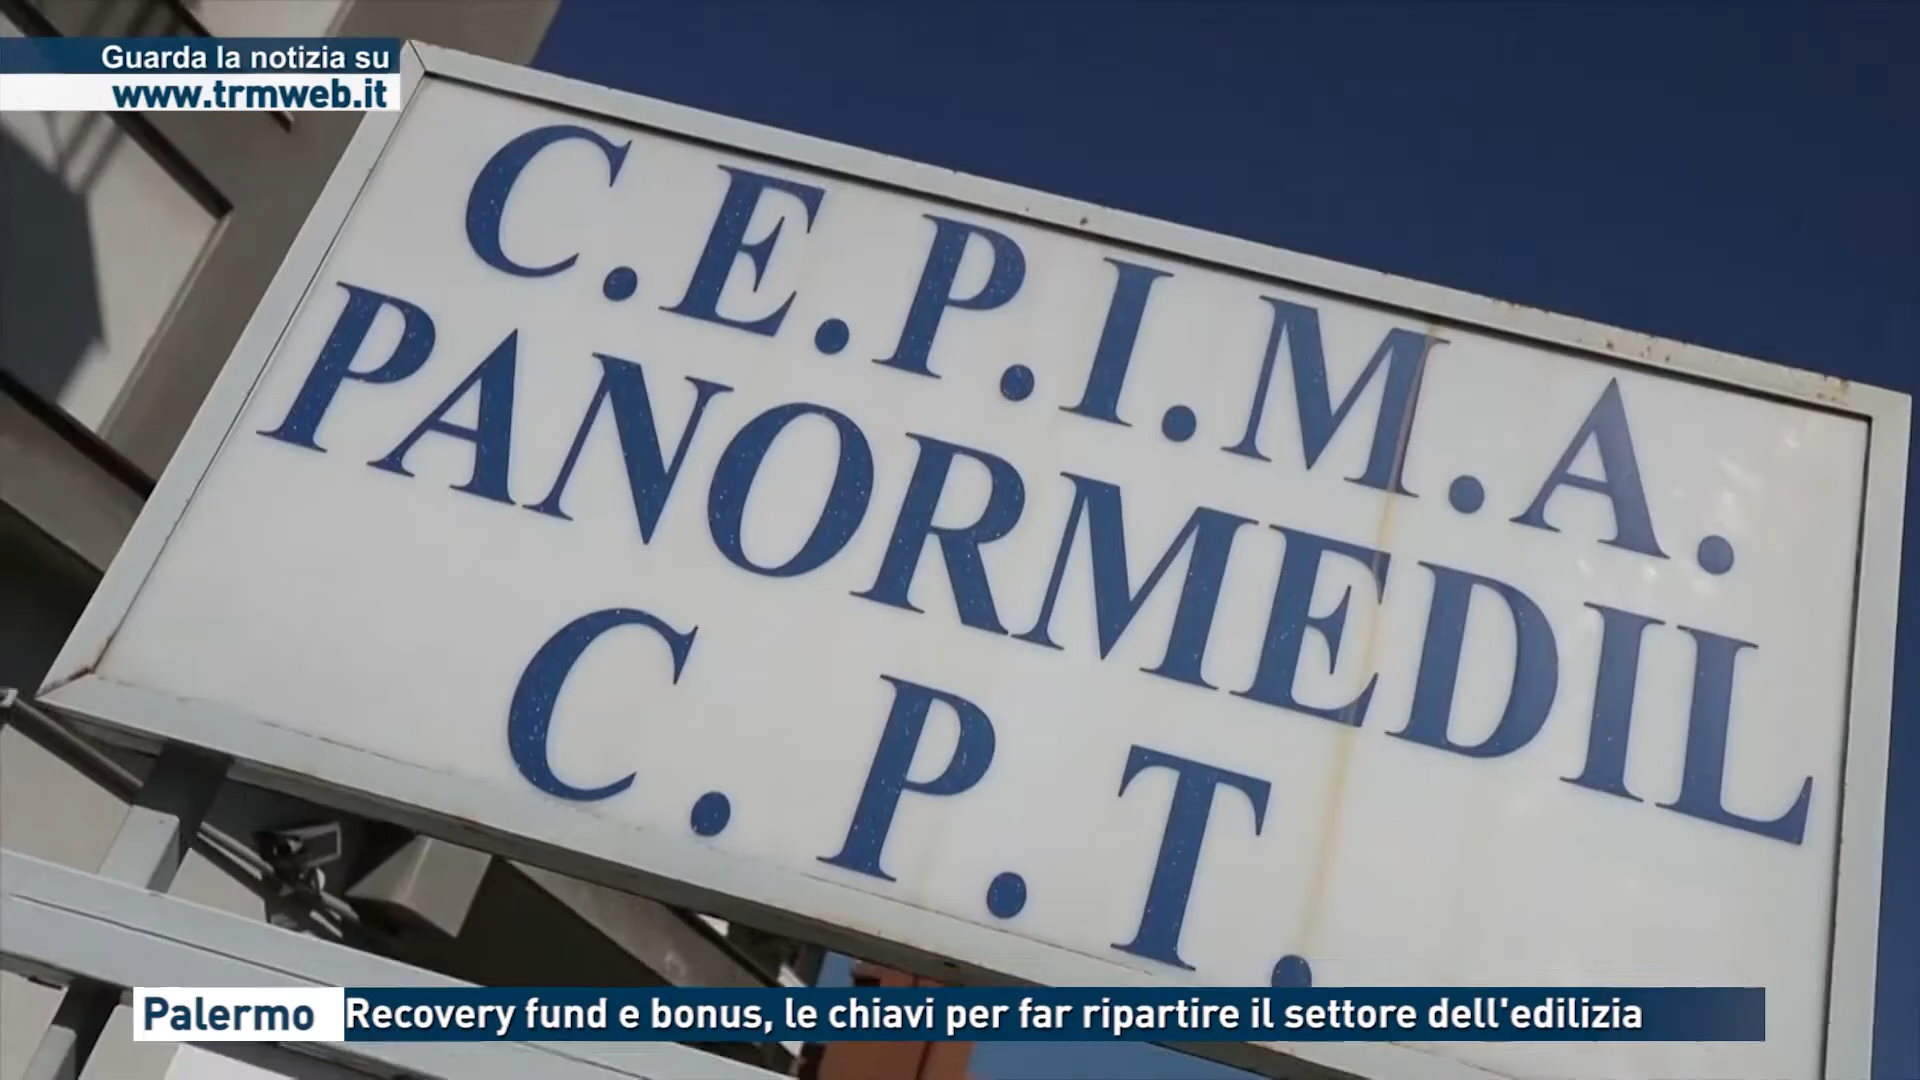 Guarda la notizia su
www.trmweb.it
C.E.P.I.M.A.
PANORMEDIL
C.P.T.
Palermo Recovery fund e bonus, le chiavi per far ripartire il settore dell'edilizia